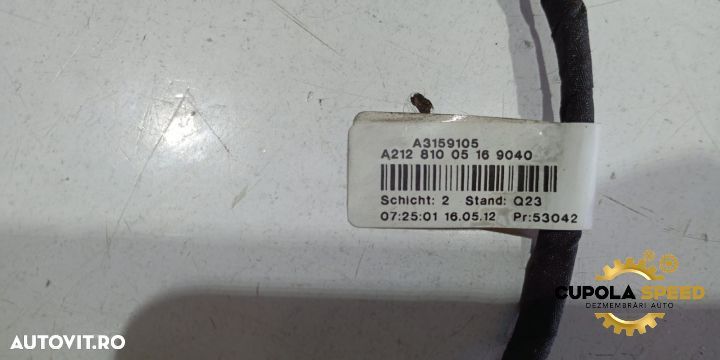 A3159105
A212 810 05 16 9040
Schicht: 2 Stand: Q23
07:25:01 16.05.12 Pr:53042
CUPOLA SPEED
DEZMEMBRĂRI AUTO
AUTOVIT.RO